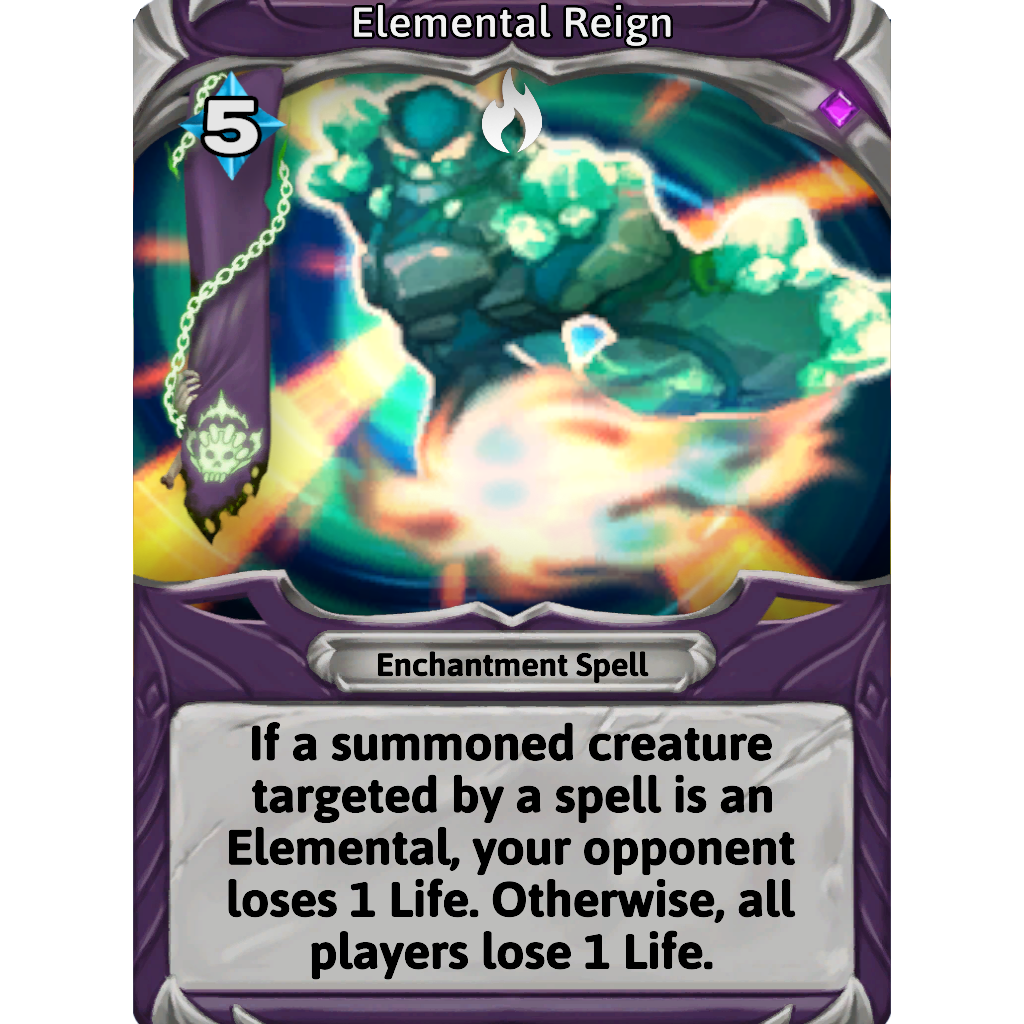 Elemental Reign
5
Enchantment Spell
If a summoned creature
targeted by a spell is an
Elemental, your opponent
loses 1 Life. Otherwise, all
players lose 1 Life.